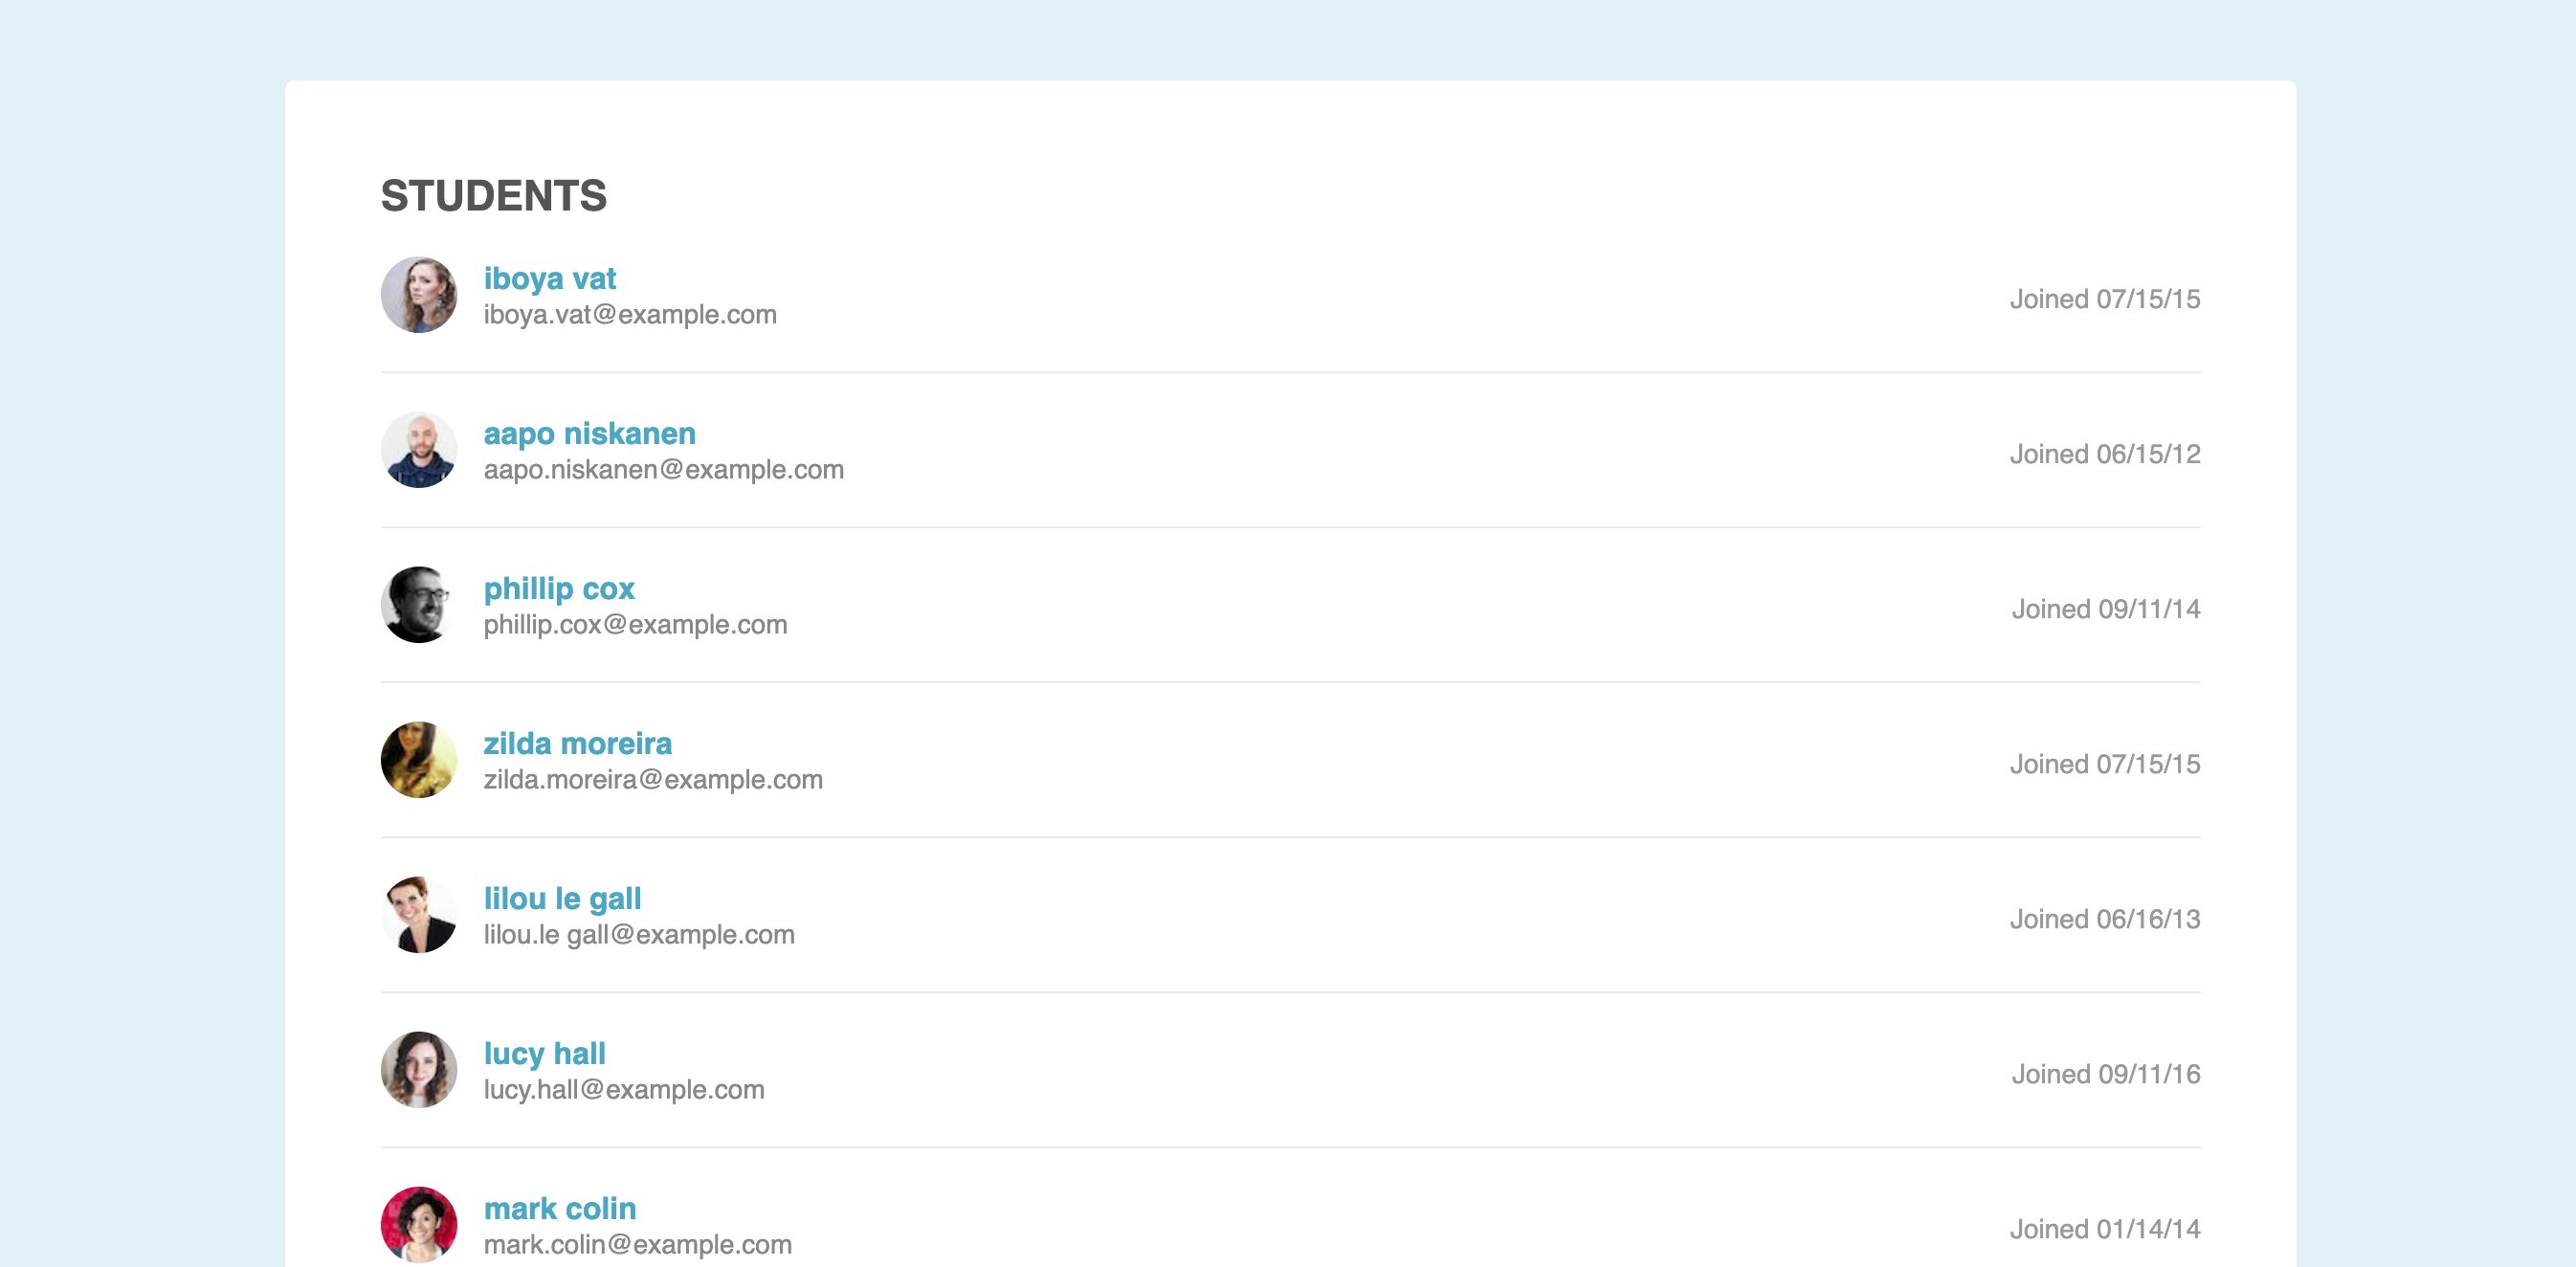 STUDENTS
iboya vat
iboya.vat@example.com
Joined 07/15/15
aapo niskanen
aapo.niskanen@example.com
Joined 06/15/12
phillip cox
phillip.cox@example.com
Joined 09/11/14
zilda moreira
zilda.moreira@example.com
Joined 07/15/15
lilou le gall
lilou.le gall@example.com
Joined 06/16/13
lucy hall
lucy.hall@example.com
Joined 09/11/16
mark colin
mark.colin@example.com
Joined 01/14/14